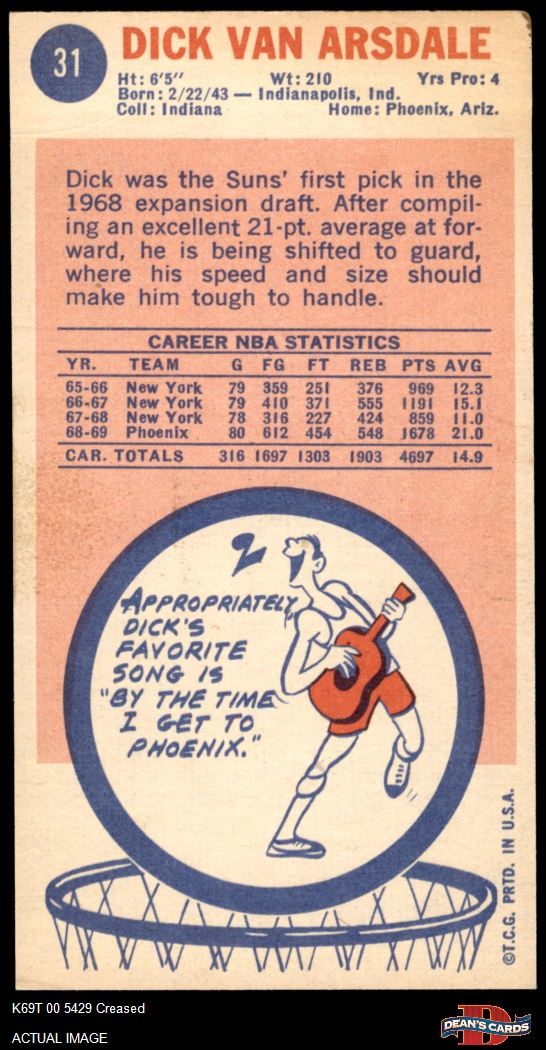 31
DICK VAN ARSDALE
Ht: 6'5" Wt: 210 Yrs Pro: 4
Born: 2/22/43 — Indianapolis, Ind.
Coll: Indiana Home: Phoenix, Ariz.
Dick was the Suns' first pick in the
1968 expansion draft. After compil-
ing an excellent 21-pt. average at for-
ward, he is being shifted to guard,
where his speed and size should
make him tough to handle.
CAREER NBA STATISTICS
YR. TEAM G FG FT REB PTS AVG
65-66 New York 79 359 251 376 969 12.3
66-67 New York 79 410 371 555 1191 15.1
67-68 New York 78 316 227 424 859 11.0
68-69 Phoenix 80 612 454 548 1678 21.0
CAR. TOTALS 316 1697 1303 1903 4697 14.9
2
APPROPRIATELY
DICK'S
FAVORITE
SONG IS
"BY THE TIME
I GET TO
PHOENIX."
©T.C.G. PRTD. IN U.S.A.
K69T 00 5429 Creased
ACTUAL IMAGE
D
DEAN'S CARDS